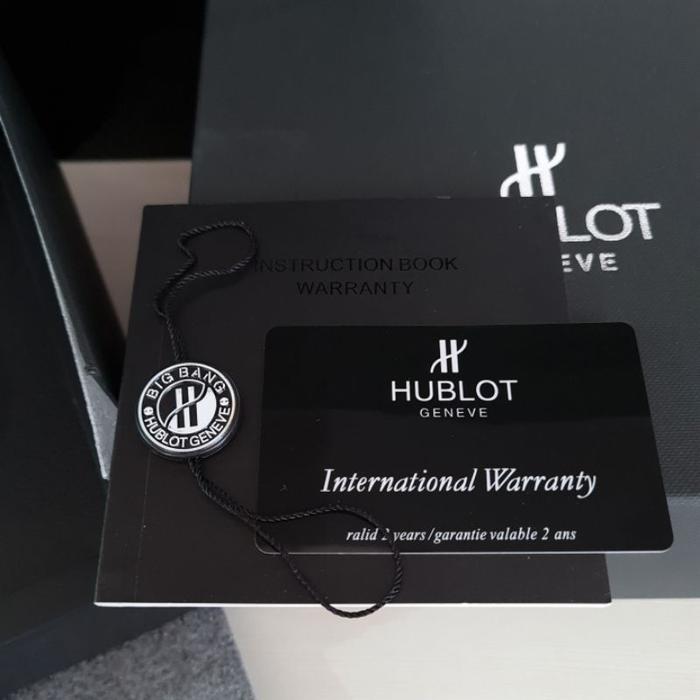 HUBLOT
GENEVE
INSTRUCTION BOOK
WARRANTY
BIG BANG
HUBLOT GENEVE
HUBLOT
GENEVE
International Warranty
ralid 2 years/garantie valable 2 ans